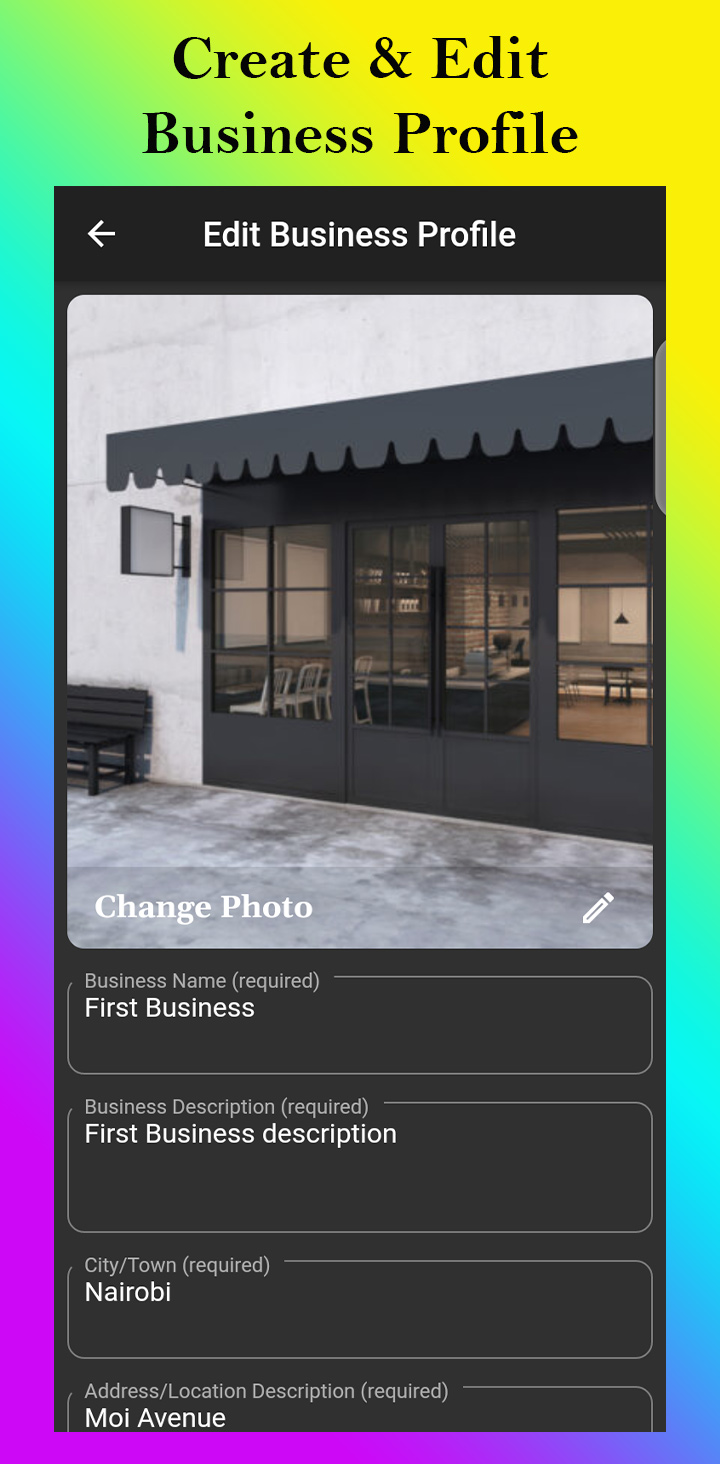 Create & Edit
Business Profile
Edit Business Profile
Change Photo
Business Name (required)
First Business
Business Description (required)
First Business description
City/Town (required)
Nairobi
Address/Location Description (required)
Moi Avenue